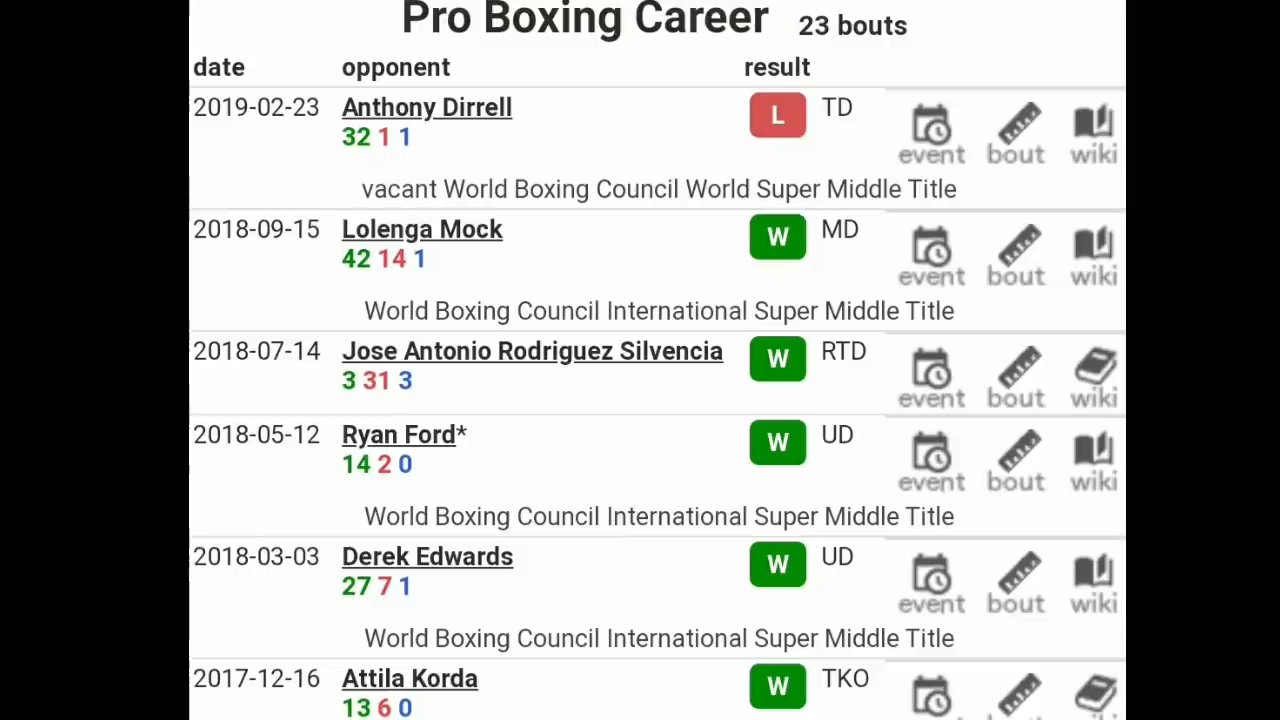 Pro Boxing Career 23 bouts
date opponent result
2019-02-23 Anthony Dirrell L TD
32 1 1 event bout wiki
vacant World Boxing Council World Super Middle Title
2018-09-15 Lolenga Mock W MD
42 14 1 event bout wiki
World Boxing Council International Super Middle Title
2018-07-14 Jose Antonio Rodriguez Silvencia W RTD
3 31 3 event bout wiki
2018-05-12 Ryan Ford* W UD
14 2 0 event bout wiki
World Boxing Council International Super Middle Title
2018-03-03 Derek Edwards W UD
27 7 1 event bout wiki
World Boxing Council International Super Middle Title
2017-12-16 Attila Korda W TKO
13 6 0